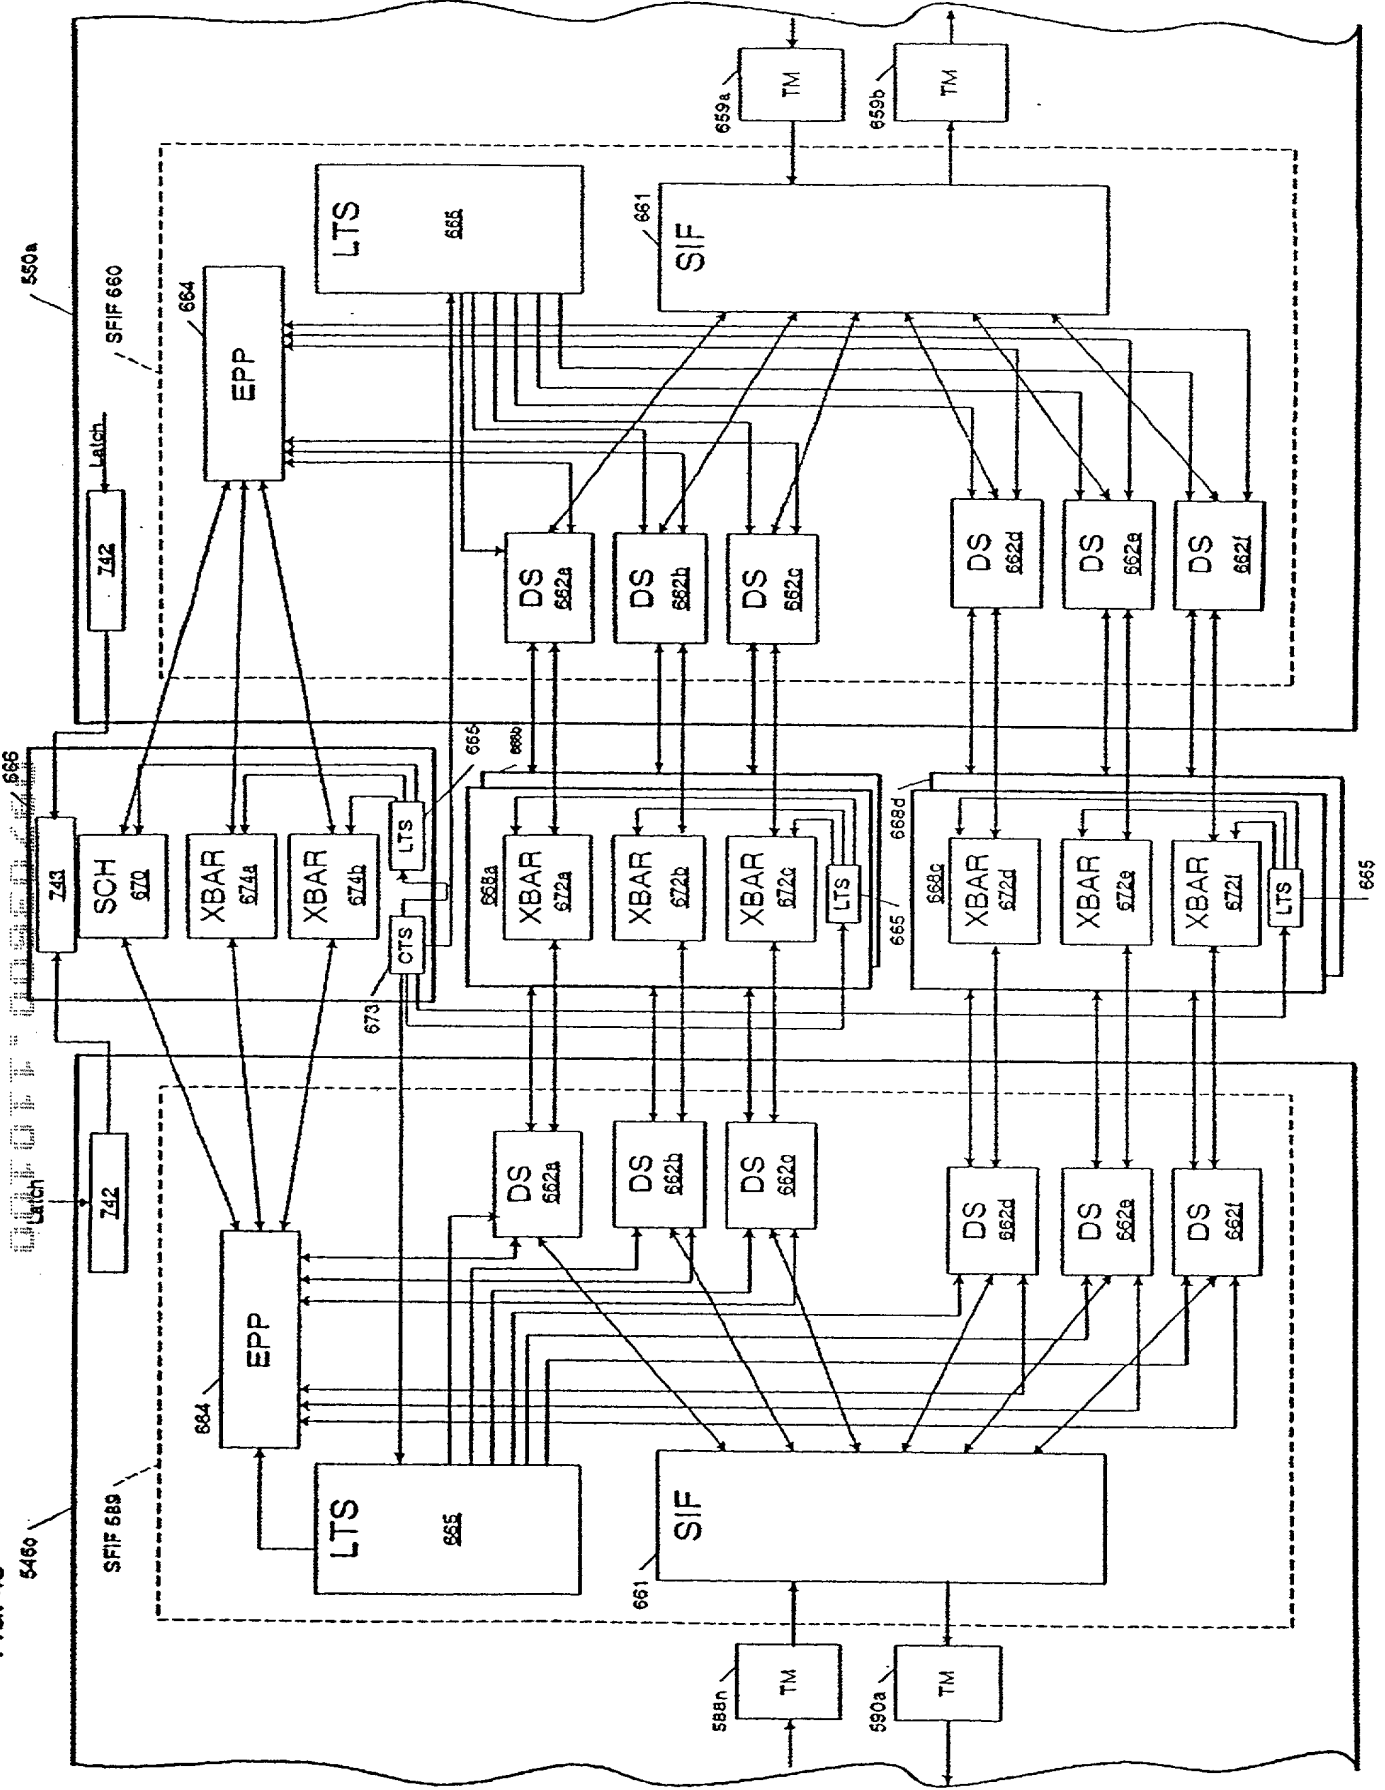 546c
SFIF 589
664
EPP
Latch
742
LTS
665
661
SIF
588n
TM
590a
TM
DS
662a
DS
662b
DS
662c
DS
662d
DS
662e
DS
662f
666
743
SCH
670
XBAR
674a
XBAR
674b
LTS
665
CTS
673
668b
668a
XBAR
672a
XBAR
672b
XBAR
672c
LTS
665
668d
668c
XBAR
672d
XBAR
672e
XBAR
672f
LTS
665
550a
SFIF 660
664
EPP
Latch
742
LTS
665
661
SIF
659a
TM
659b
TM
DS
662a
DS
662b
DS
662c
DS
662d
DS
662e
DS
662f